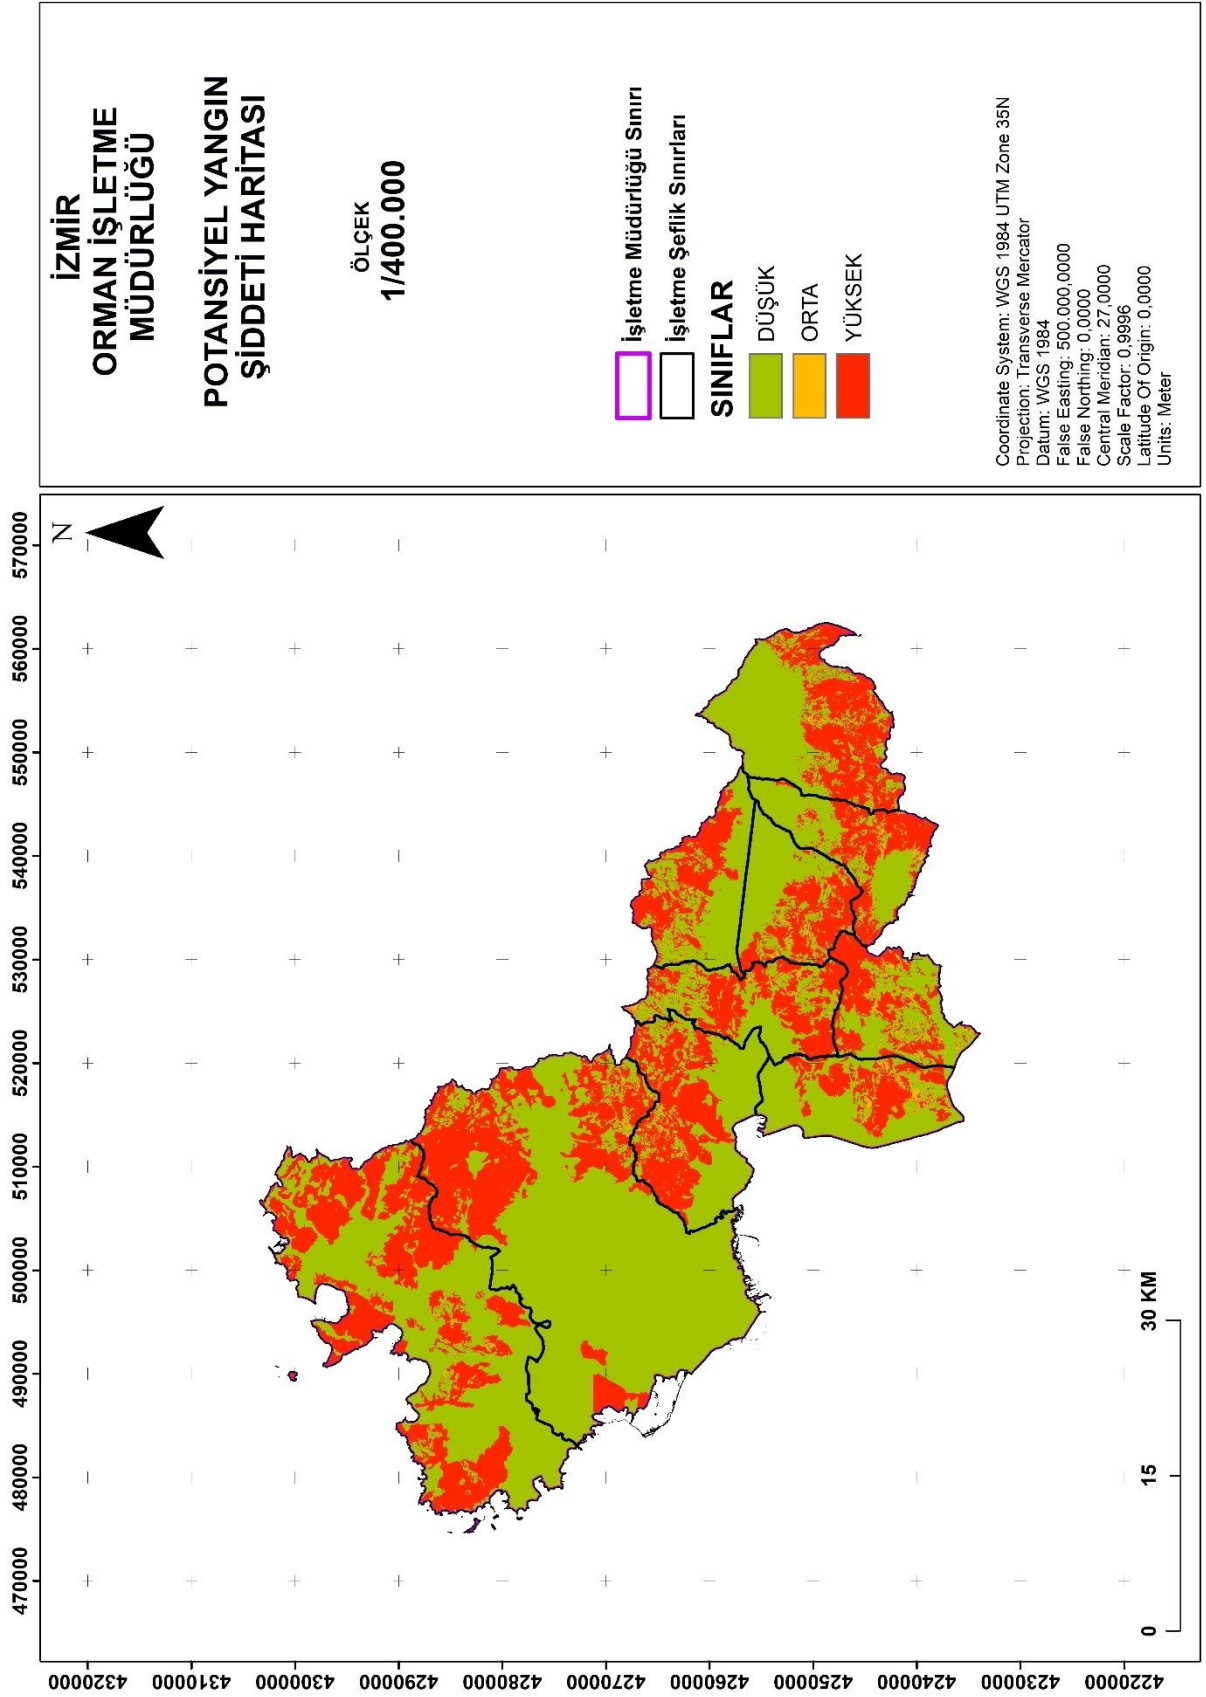 İZMİR
ORMAN İŞLETME
MÜDÜRLÜĞÜ
POTANSİYEL YANGIN
ŞİDDETİ HARİTASI
ÖLÇEK
1/400.000
İşletme Müdürlüğü Sınırı
İşletme Şeflik Sınırları
SINIFLAR
DÜŞÜK
ORTA
YÜKSEK
Coordinate System: WGS 1984 UTM Zone 35N
Projection: Transverse Mercator
Datum: WGS 1984
False Easting: 500.000,0000
False Northing: 0,0000
Central Meridian: 27,0000
Scale Factor: 0,9996
Latitude Of Origin: 0,0000
Units: Meter
470000 480000 490000 500000 510000 520000 530000 540000 550000 560000 570000
N
4320000
4310000
4300000
4290000
4280000
4270000
4260000
4250000
4240000
4230000
4220000
0 15 30 KM